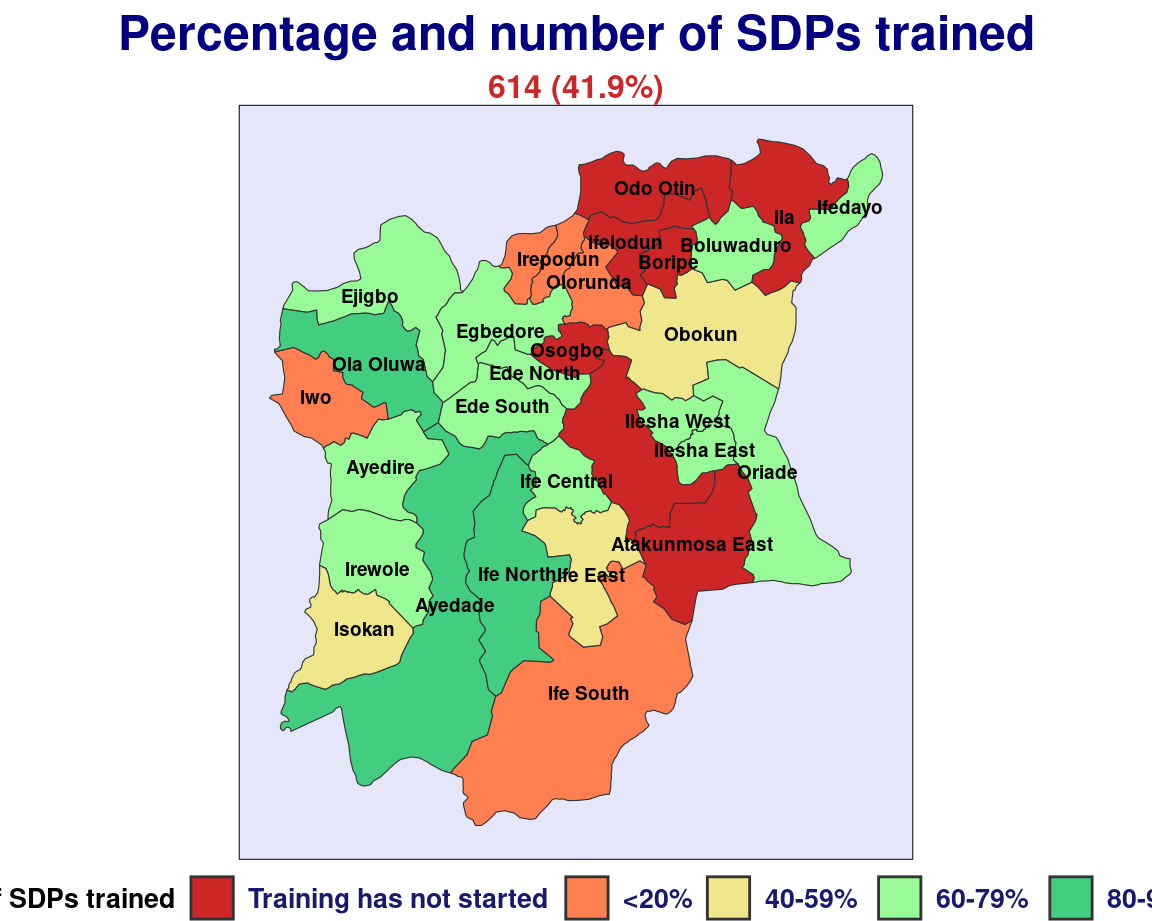 Percentage and number of SDPs trained
614 (41.9%)
Odo Otin
Ifedayo
Ila
Ifelodun
Boluwaduro
Irepodun
Boripe
Olorunda
Ejigbo
Egbedore
Obokun
Osogbo
Ola Oluwa
Ede North
Iwo
Ede South
Ilesha West
Ilesha East
Ayedire
Oriade
Ife Central
Atakunmosa East
Irewole
Ife North
Ife East
Ayedade
Isokan
Ife South
SDPs trained Training has not started <20% 40-59% 60-79%